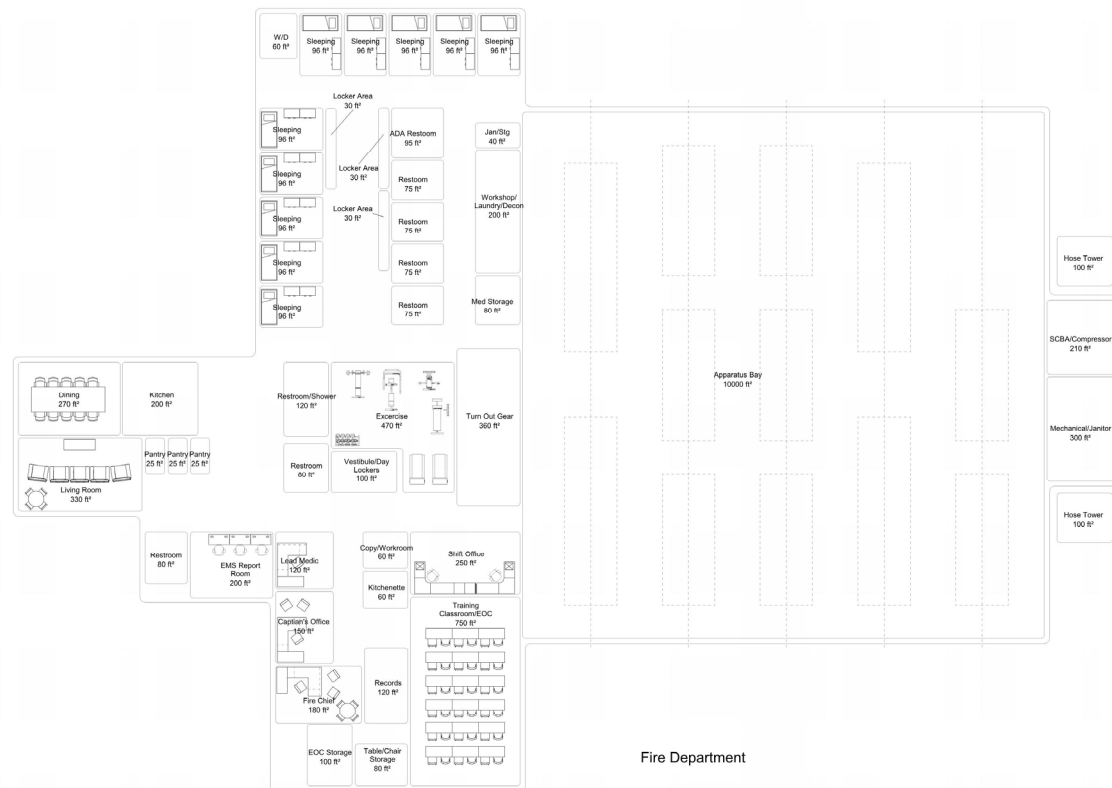 W/D
60 ft²
Sleeping
96 ft²
Sleeping
96 ft²
Sleeping
96 ft²
Sleeping
96 ft²
Sleeping
96 ft²
Locker Area
30 ft²
Sleeping
96 ft²
ADA Restoom
95 ft²
Jan/Stg
40 ft²
Locker Area
30 ft²
Sleeping
96 ft²
Restoom
75 ft²
Workshop/
Laundry/Decon
200 ft²
Locker Area
30 ft²
Sleeping
96 ft²
Restoom
75 ft²
Sleeping
96 ft²
Restoom
75 ft²
Hose Tower
100 ft²
Sleeping
96 ft²
Restoom
75 ft²
Med Storage
80 ft²
SCBA/Compressor
210 ft²
Apparatus Bay
10000 ft²
Dining
270 ft²
Kitchen
200 ft²
Restroom/Shower
120 ft²
Excercise
470 ft²
Turn Out Gear
360 ft²
Mechanical/Janitor
300 ft²
Pantry
25 ft²
Pantry
25 ft²
Pantry
25 ft²
Living Room
330 ft²
Restroom
80 ft²
Vestibule/Day
Lockers
100 ft²
Hose Tower
100 ft²
Restroom
80 ft²
EMS Report
Room
200 ft²
Lead Medic
120 ft²
Copy/Workroom
60 ft²
Shift Office
250 ft²
Kitchenette
60 ft²
Training
Classroom/EOC
750 ft²
Captian's Office
150 ft²
Fire Chief
180 ft²
Records
120 ft²
EOC Storage
100 ft²
Table/Chair
Storage
80 ft²
Fire Department